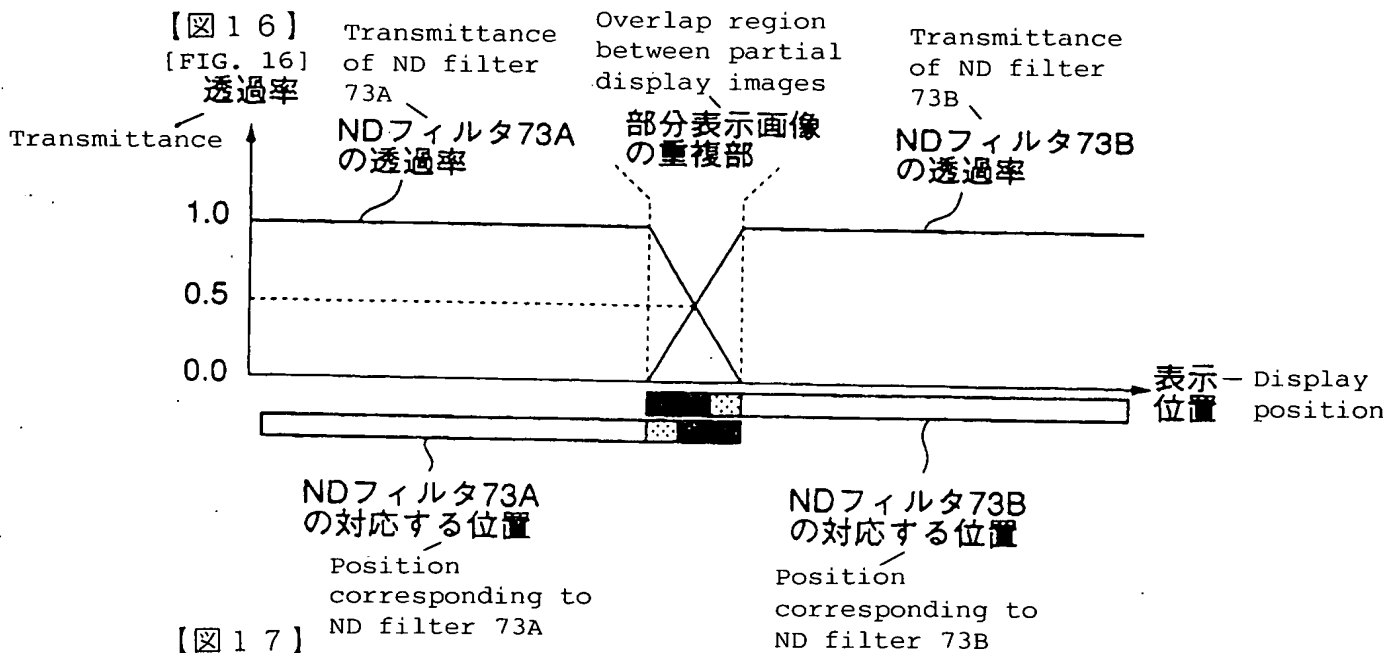 【図16】
[FIG. 16]
透過率
Transmittance
Transmittance
of ND filter
73A
NDフィルタ73A
の透過率
Overlap region
between partial
display images
部分表示画像
の重複部
Transmittance
of ND filter
73B
NDフィルタ73B
の透過率
1.0
0.5
0.0
表示
位置
Display
position
NDフィルタ73A
の対応する位置
Position
corresponding to
ND filter 73A
NDフィルタ73B
の対応する位置
Position
corresponding to
ND filter 73B
【図17】